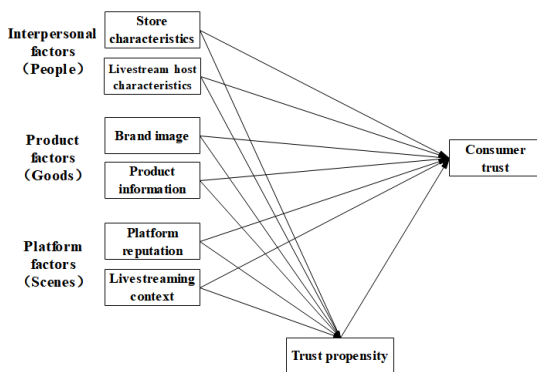 Interpersonal
factors
（People）
Store
characteristics
Livestream host
characteristics
Product
factors
（Goods）
Brand image
Product
information
Platform
factors
（Scenes）
Platform
reputation
Livestreaming
context
Consumer
trust
Trust propensity